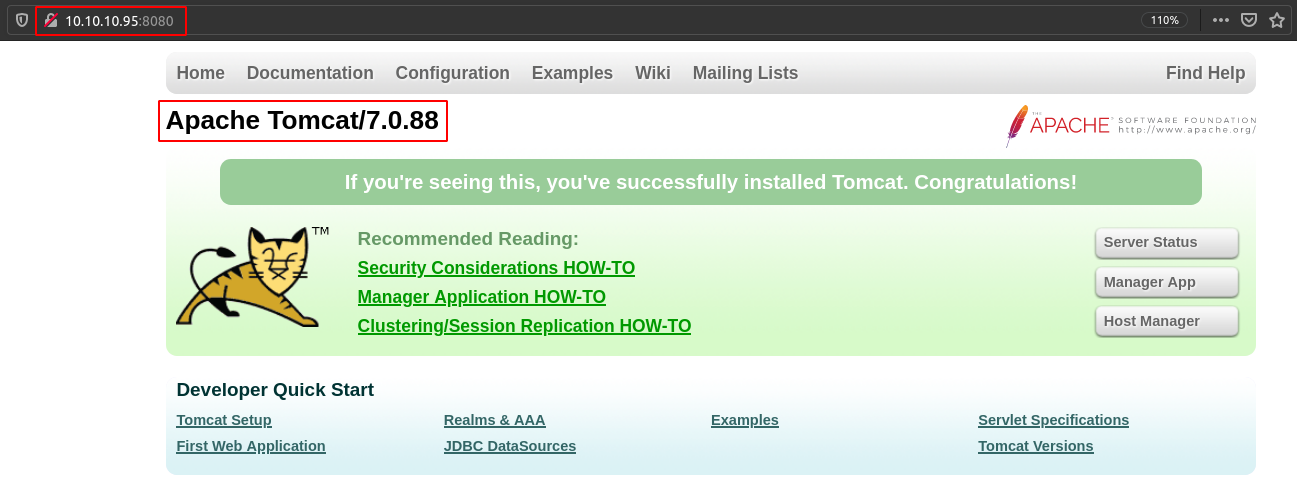 10.10.10.95:8080 110%
Home Documentation Configuration Examples Wiki Mailing Lists Find Help
Apache Tomcat/7.0.88
THE APACHE™ SOFTWARE FOUNDATION
http://www.apache.org/
If you're seeing this, you've successfully installed Tomcat. Congratulations!
TM
Recommended Reading:
Security Considerations HOW-TO
Manager Application HOW-TO
Clustering/Session Replication HOW-TO
Server Status
Manager App
Host Manager
Developer Quick Start
Tomcat Setup Realms & AAA Examples Servlet Specifications
First Web Application JDBC DataSources Tomcat Versions